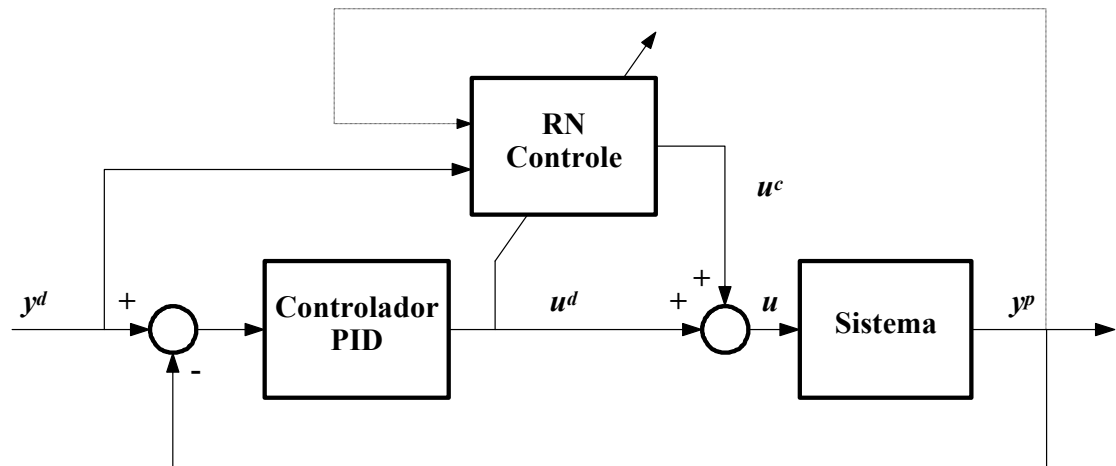 RN
Controle
u^c
y^d
+
-
Controlador
PID
u^d
+
+
u
Sistema
y^p